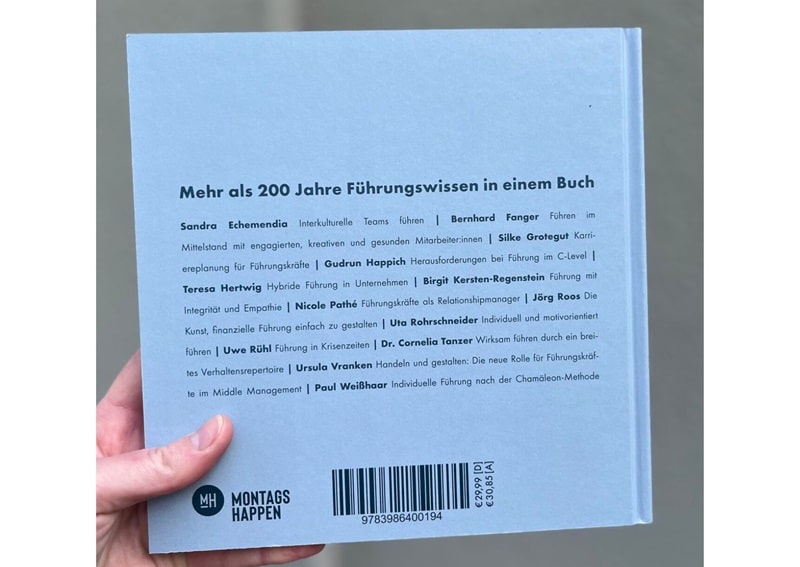 Mehr als 200 Jahre Führungswissen in einem Buch
Sandra Echemendia Interkulturelle Teams führen | Bernhard Fanger Führen im
Mittelstand mit engagierten, kreativen und gesunden Mitarbeiter:innen | Silke Grotegut Karri-
ereplanung für Führungskräfte | Gudrun Happich Herausforderungen bei Führung im C-Level |
Teresa Hertwig Hybride Führung in Unternehmen | Birgit Kersten-Regenstein Führung mit
Integrität und Empathie | Nicole Pathé Führungskräfte als Relationshipmanager | Jörg Roos Die
Kunst, finanzielle Führung einfach zu gestalten | Uta Rohrschneider Individuell und motivorientiert
führen | Uwe Rühl Führung in Krisenzeiten | Dr. Cornelia Tanzer Wirksam führen durch ein brei-
tes Verhaltensrepertoire | Ursula Vranken Handeln und gestalten: Die neue Rolle für Führungskräf-
te im Middle Management | Paul Weißhaar Individuelle Führung nach der Chamäleon-Methode
MH MONTAGS
HAPPEN
9783986400194
€29,99 [D]
€30,85 [A]